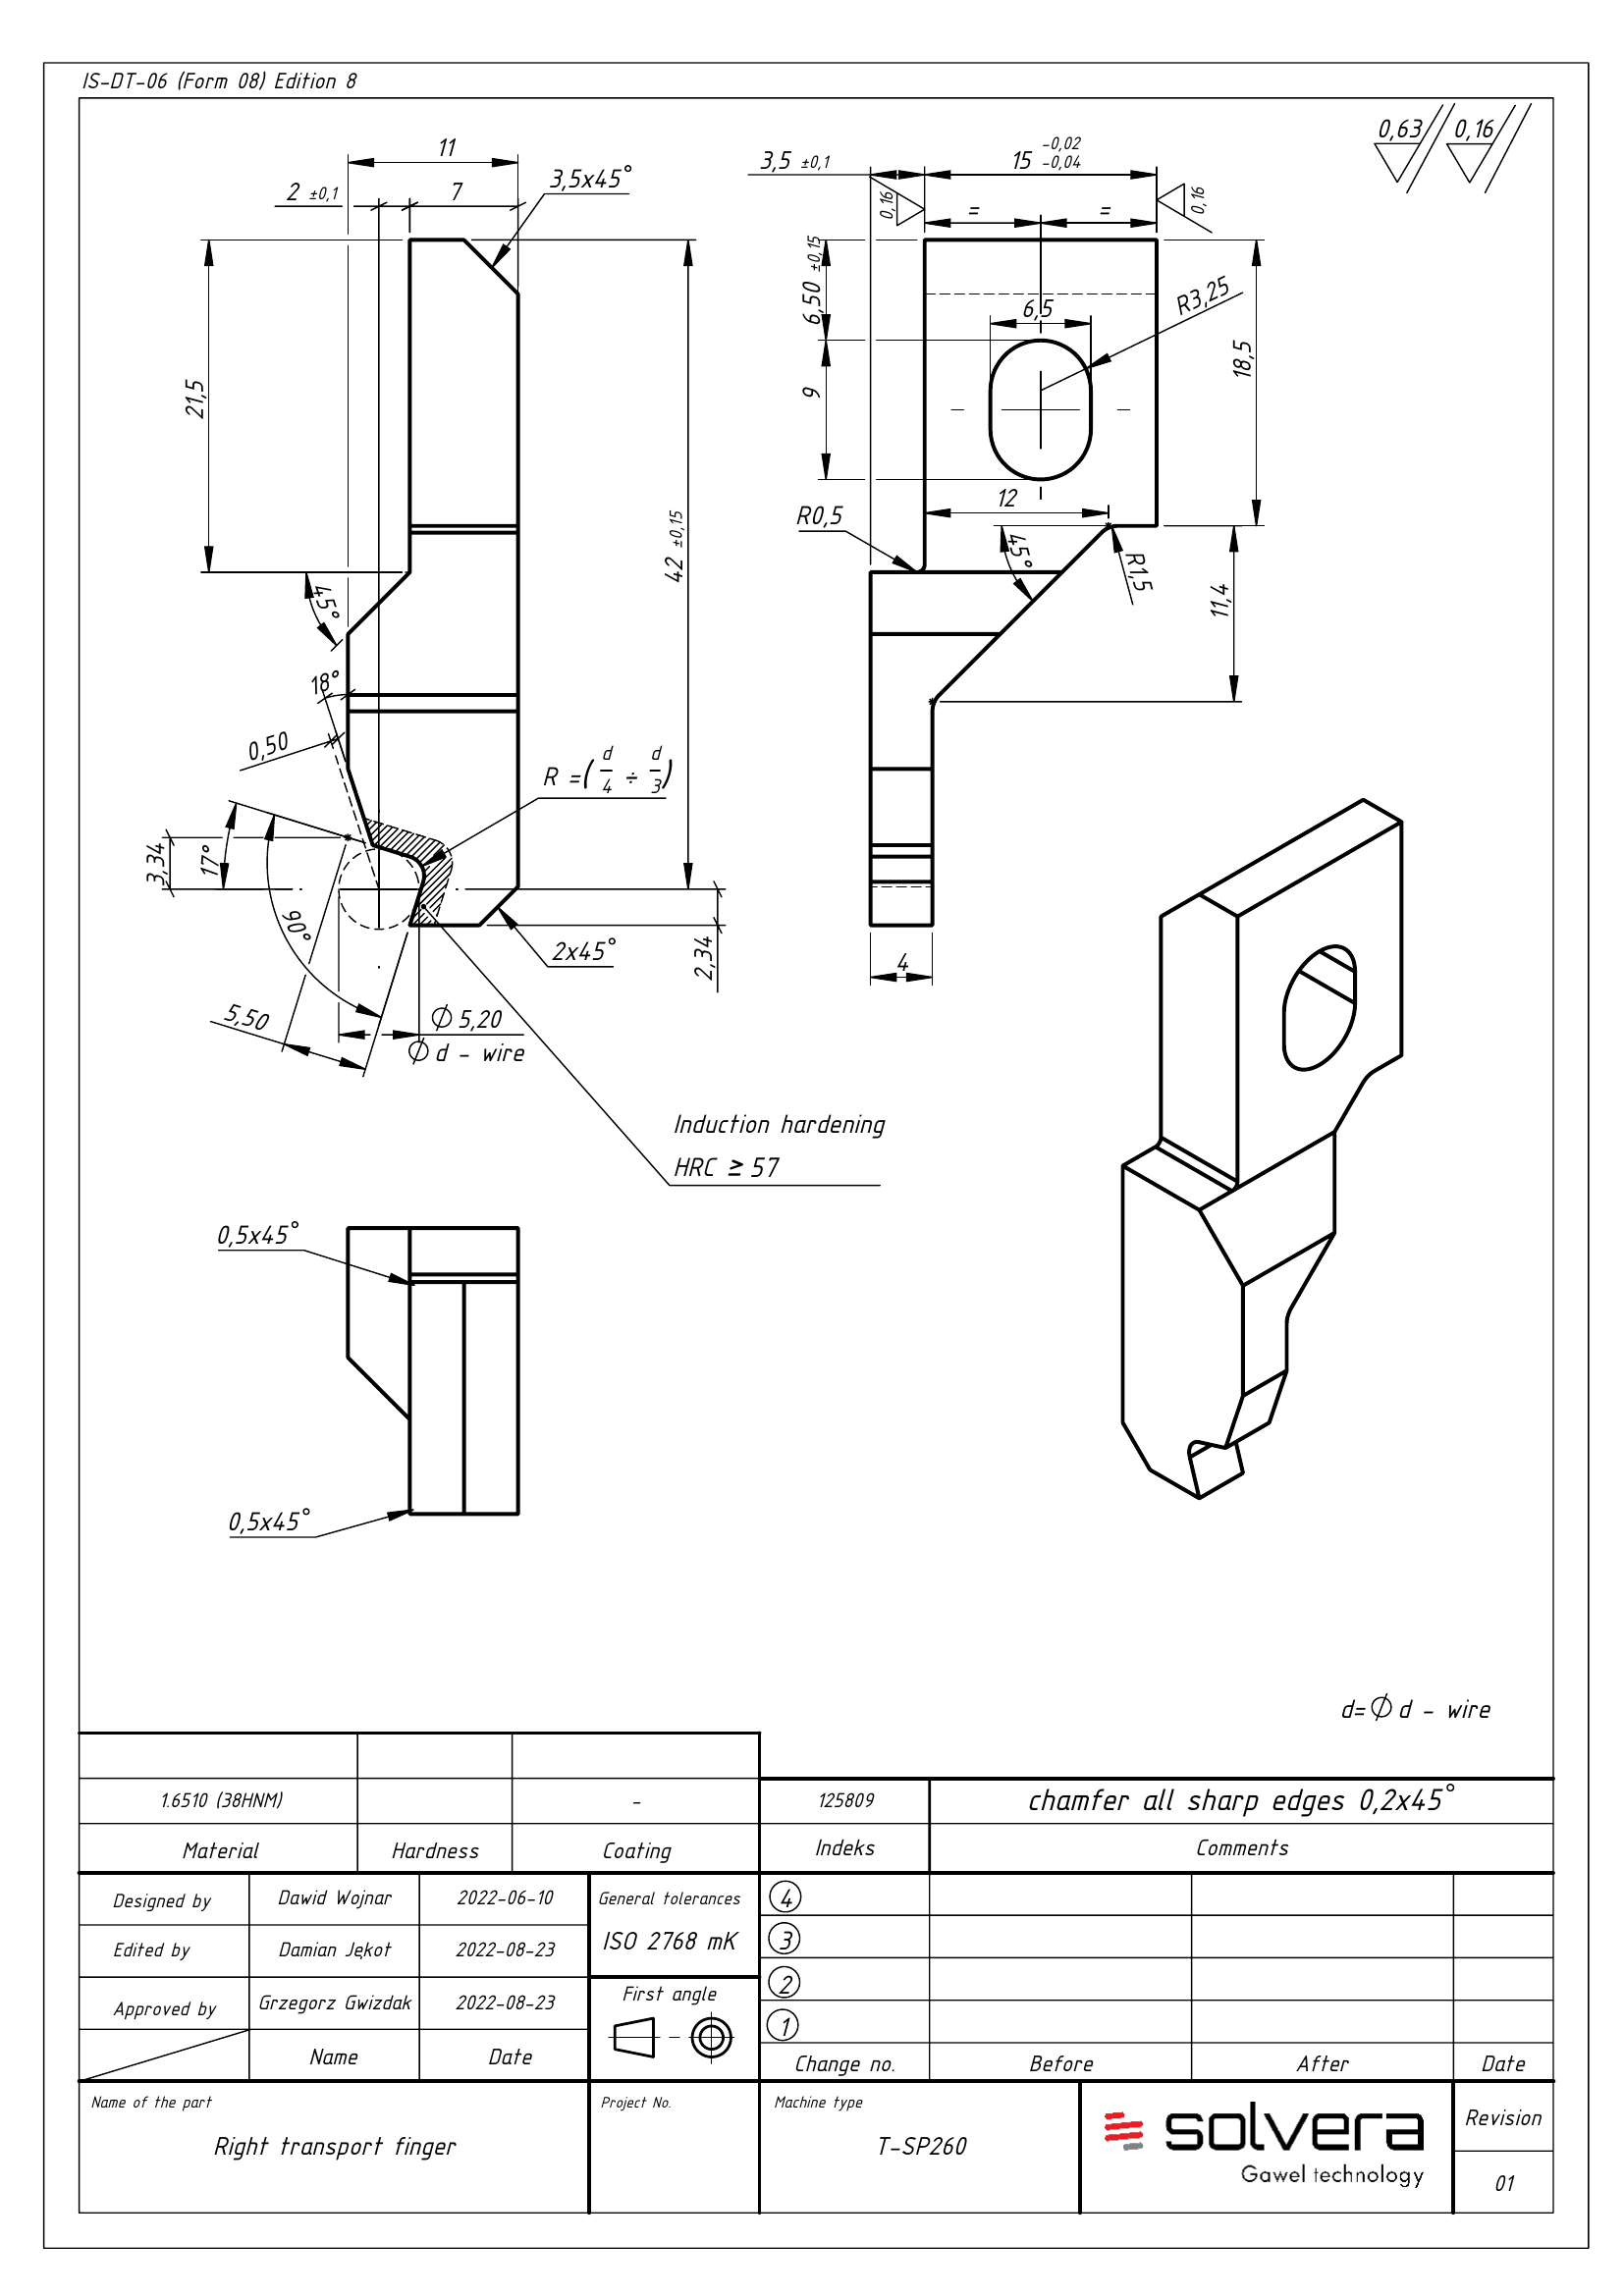 IS-DT-06 (Form 08) Edition 8
0,63 0,16
11
2 ±0,1
7
3,5x45°
21,5
42 ±0,15
45°
18°
0,50
R =( d/4 ÷ d/3 )
3,34
17°
90°
5,50
2x45°
2,34
Ø 5,20
Ø d - wire
Induction hardening
HRC ≥ 57
3,5 ±0,1
15 -0,02 -0,04
0,16
0,16
= =
6,50 ±0,15
6,5
R3,25
9
18,5
12
R0,5
45°
R1,5
11,4
4
0,5x45°
0,5x45°
d=Ø d - wire
1.6510 (38HNM) -
Material Hardness Coating
125809 chamfer all sharp edges 0,2x45°
Indeks Comments
Designed by Dawid Wojnar 2022-06-10
Edited by Damian Jękot 2022-08-23
Approved by Grzegorz Gwizdak 2022-08-23
Name Date
General tolerances
ISO 2768 mK
First angle
4
3
2
1
Change no. Before After Date
Name of the part
Right transport finger
Project No.
Machine type
T-SP260
solvera
Gawel technology
Revision
01